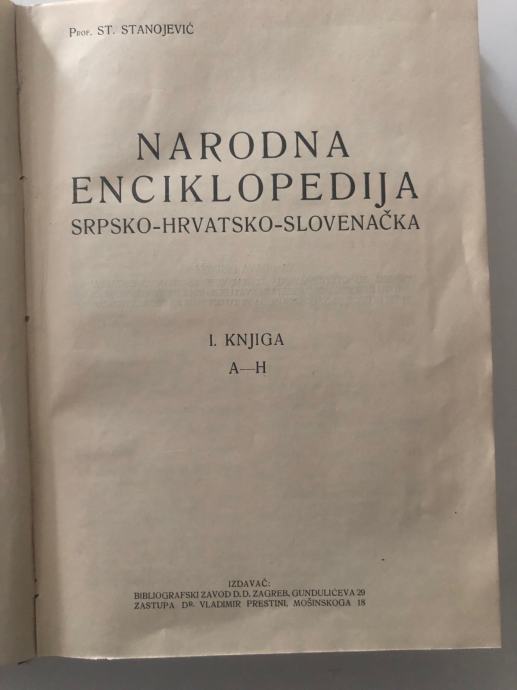 Prof. ST. STANOJEVIĆ
NARODNA
ENCIKLOPEDIJA
SRPSKO-HRVATSKO-SLOVENAČKA
I. KNJIGA
A—H
IZDAVAČ:
BIBLIOGRAFSKI ZAVOD D.D. ZAGREB, GUNDULIĆEVA 29
ZASTUPA DR. VLADIMIR PRESTINI, MOŠINSKOGA 18